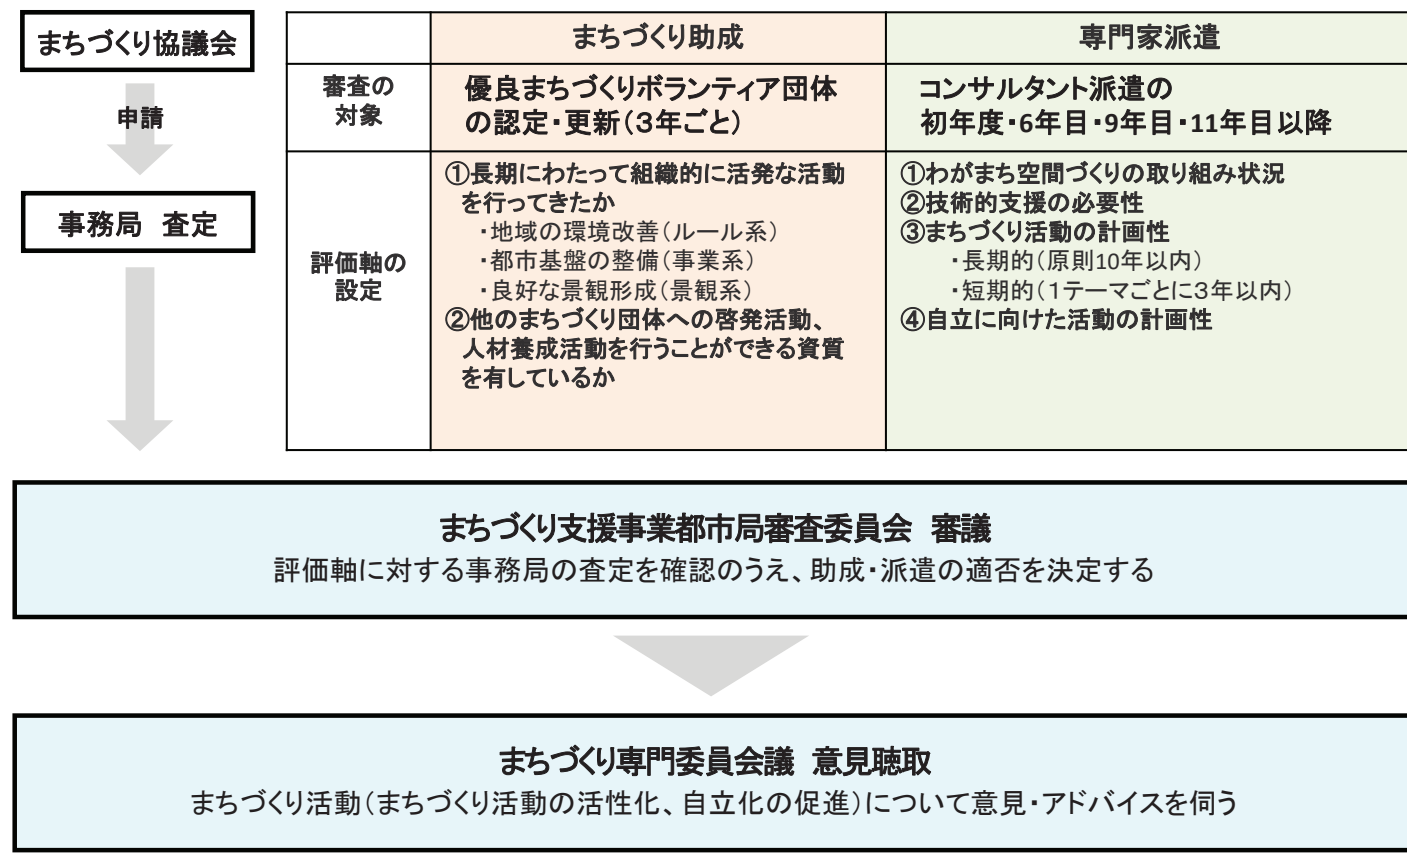 まちづくり協議会
申請
事務局　査定
まちづくり助成
専門家派遣
審査の
対象
優良まちづくりボランティア団体
の認定・更新（３年ごと）
コンサルタント派遣の
初年度・6年目・9年目・11年目以降
評価軸の
設定
①長期にわたって組織的に活発な活動
を行ってきたか
・地域の環境改善（ルール系）
・都市基盤の整備（事業系）
・良好な景観形成（景観系）
②他のまちづくり団体への啓発活動、
人材養成活動を行うことができる資質
を有しているか
①わがまち空間づくりの取り組み状況
②技術的支援の必要性
③まちづくり活動の計画性
・長期的（原則10年以内）
・短期的（１テーマごとに３年以内）
④自立に向けた活動の計画性
まちづくり支援事業都市局審査委員会　審議
評価軸に対する事務局の査定を確認のうえ、助成・派遣の適否を決定する
まちづくり専門委員会議　意見聴取
まちづくり活動（まちづくり活動の活性化、自立化の促進）について意見・アドバイスを伺う